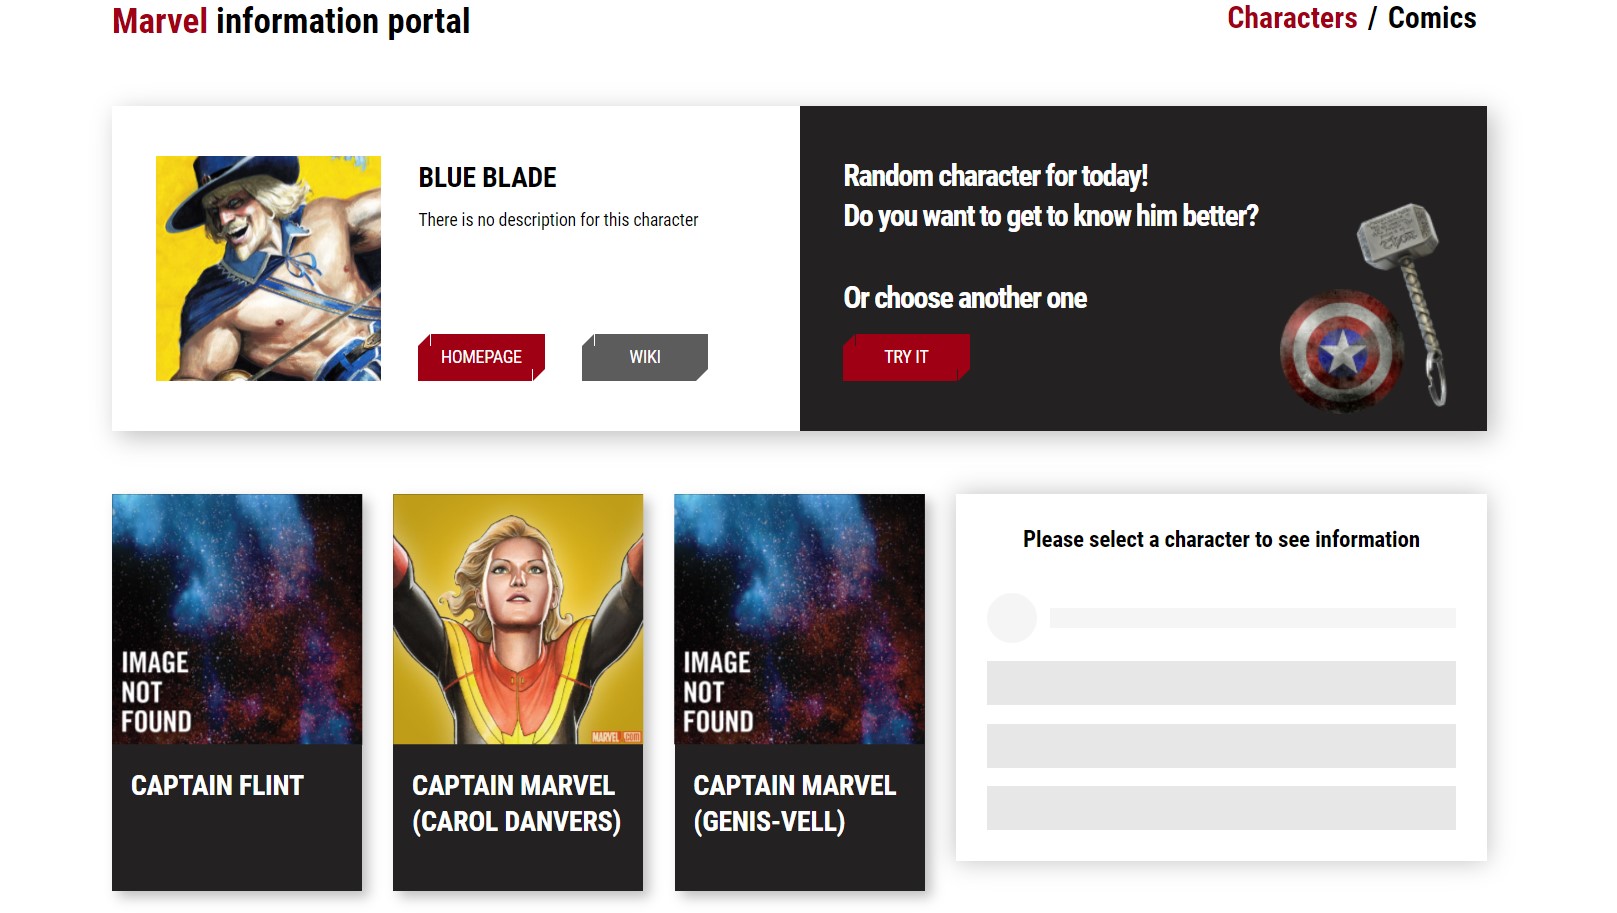 Marvel information portal
Characters / Comics
BLUE BLADE
There is no description for this character
HOMEPAGE
WIKI
Random character for today!
Do you want to get to know him better?
Or choose another one
TRY IT
IMAGE
NOT
FOUND
CAPTAIN FLINT
MARVEL.COM
CAPTAIN MARVEL
(CAROL DANVERS)
IMAGE
NOT
FOUND
CAPTAIN MARVEL
(GENIS-VELL)
Please select a character to see information